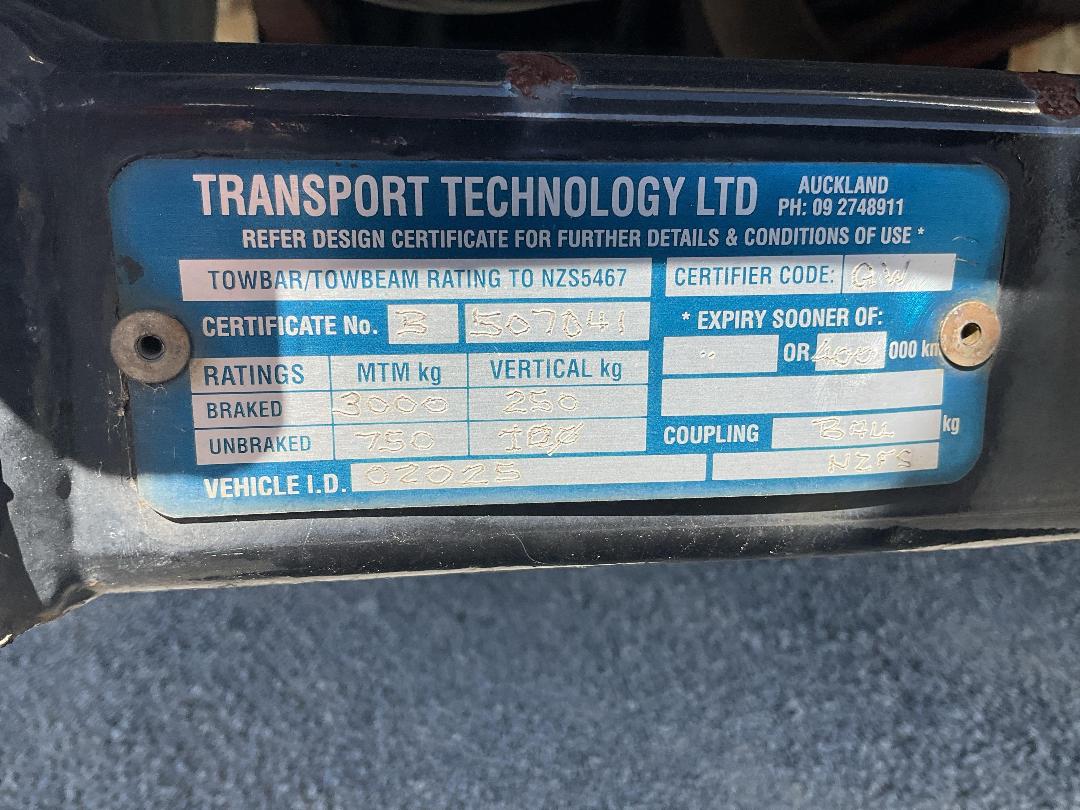 TRANSPORT TECHNOLOGY LTD AUCKLAND PH: 09 2748911
REFER DESIGN CERTIFICATE FOR FURTHER DETAILS & CONDITIONS OF USE *
TOWBAR/TOWBEAM RATING TO NZS5467
CERTIFIER CODE: GW
CERTIFICATE No. B 507041
* EXPIRY SOONER OF:
OR 400 000 km
RATINGS MTM kg VERTICAL kg
BRAKED 3000 250
UNBRAKED 750 100
COUPLING BALL kg
VEHICLE I.D. 02025 NZFS